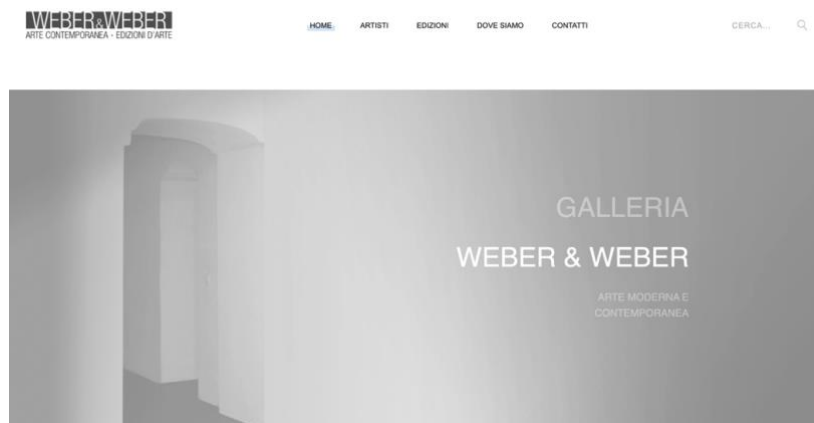 WEBER&WEBER
ARTE CONTEMPORANEA - EDIZIONI D'ARTE
HOME ARTISTI EDIZIONI DOVE SIAMO CONTATTI CERCA...
GALLERIA
WEBER & WEBER
ARTE MODERNA E
CONTEMPORANEA